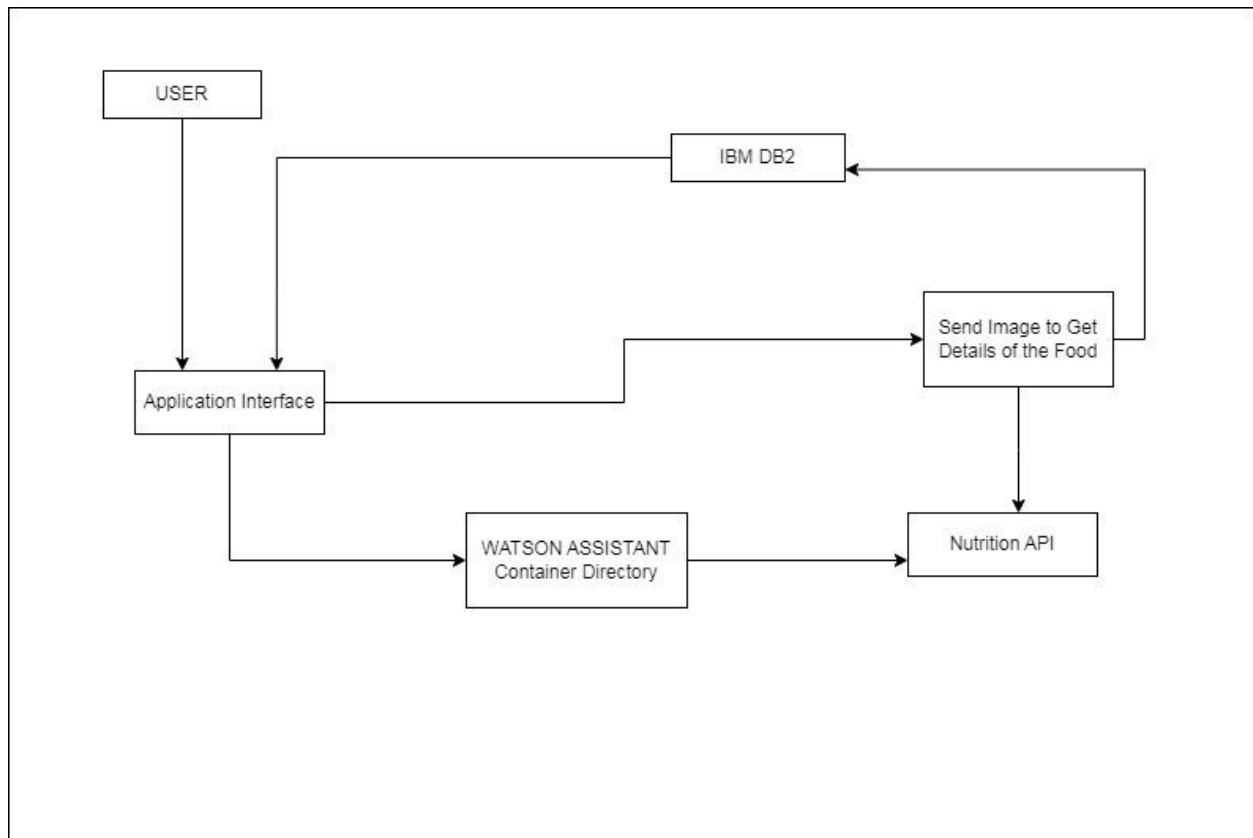 USER
IBM DB2
Send Image to Get
Details of the Food
Application Interface
WATSON ASSISTANT
Container Directory
Nutrition API